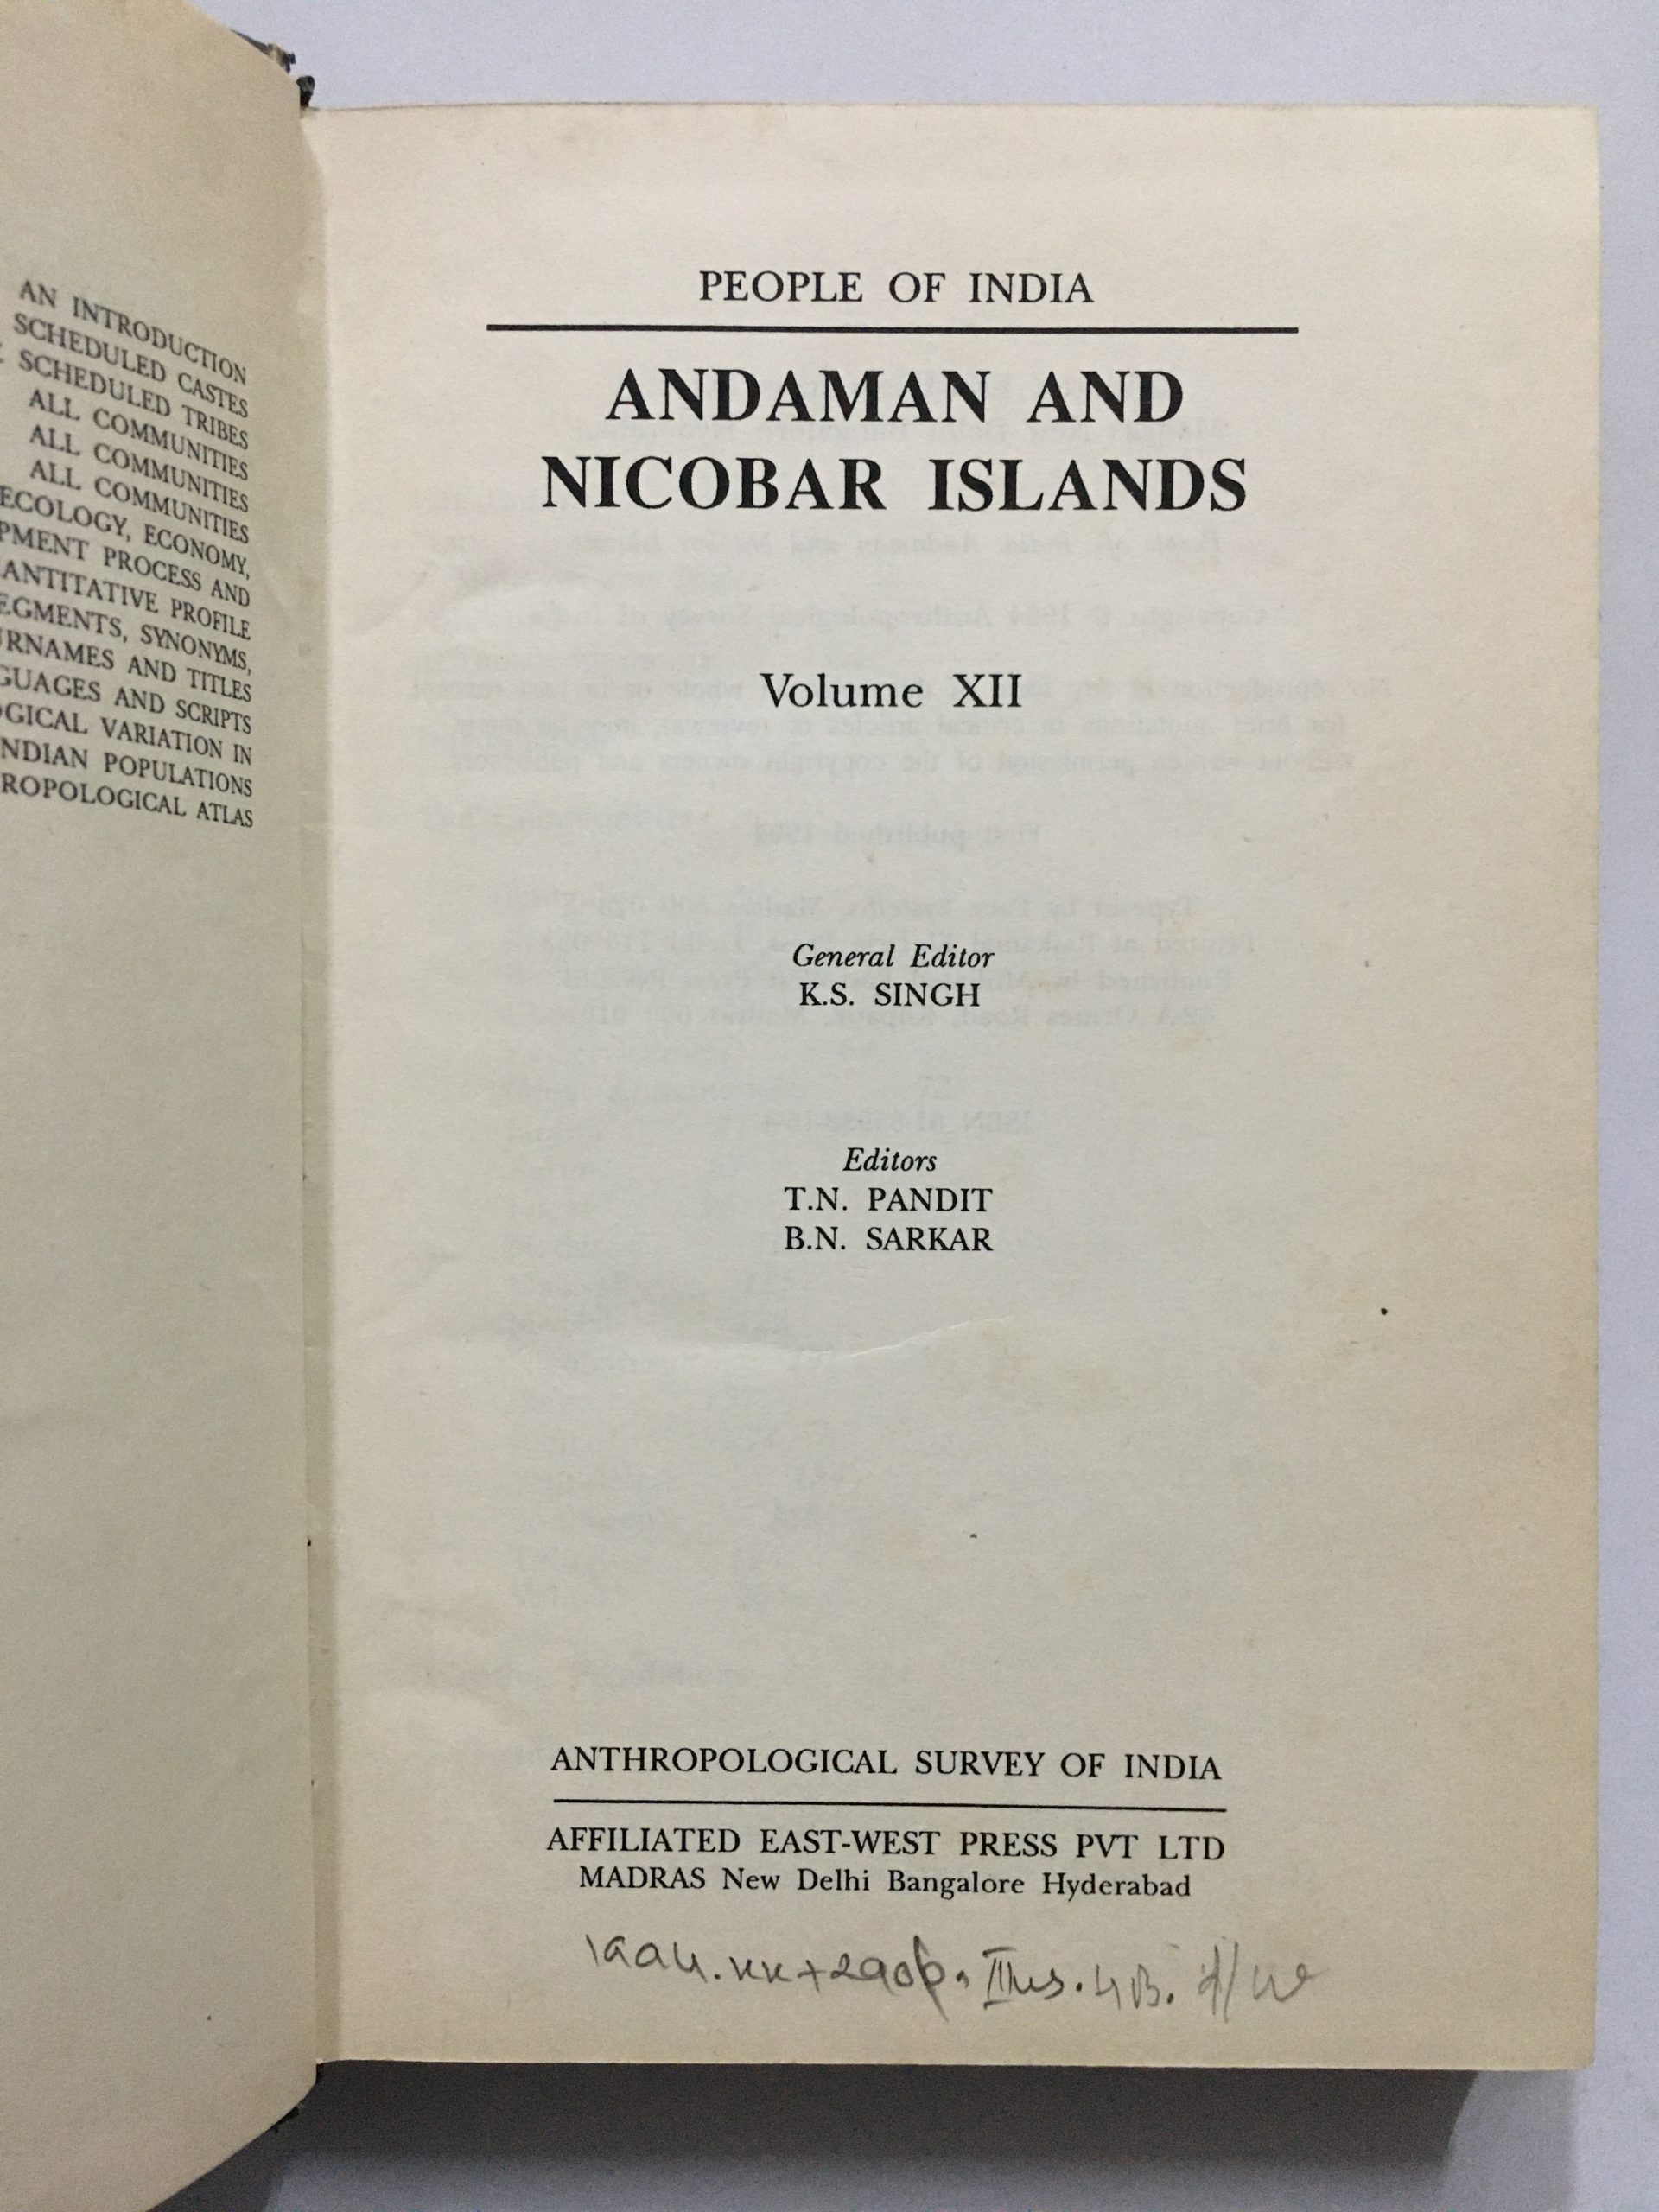 AN INTRODUCTION
SCHEDULED CASTES
SCHEDULED TRIBES
ALL COMMUNITIES
ALL COMMUNITIES
ALL COMMUNITIES
ECOLOGY, ECONOMY,
PMENT PROCESS AND
ANTITATIVE PROFILE
EGMENTS, SYNONYMS,
URNAMES AND TITLES
GUAGES AND SCRIPTS
OGICAL VARIATION IN
NDIAN POPULATIONS
ROPOLOGICAL ATLAS
PEOPLE OF INDIA
ANDAMAN AND
NICOBAR ISLANDS
Volume XII
General Editor
K.S. SINGH
Editors
T.N. PANDIT
B.N. SARKAR
ANTHROPOLOGICAL SURVEY OF INDIA
AFFILIATED EAST-WEST PRESS PVT LTD
MADRAS New Delhi Bangalore Hyderabad